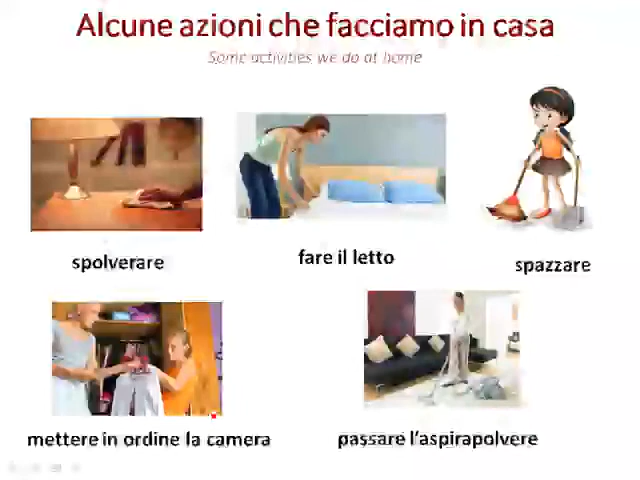 Alcune azioni che facciamo in casa
Some activities we do at home
spolverare
fare il letto
spazzare
mettere in ordine la camera
passare l'aspirapolvere